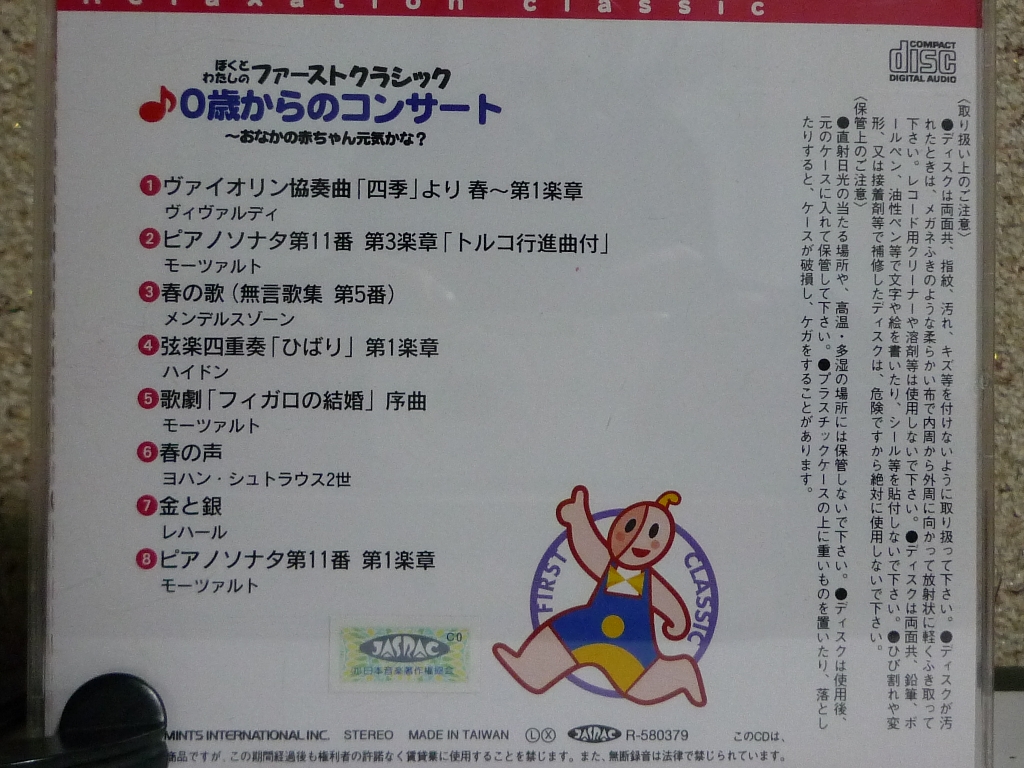 Relaxation classic
COMPACT
disc
DIGITAL AUDIO
ぼくと
わたしのファーストクラシック
♪0歳からのコンサート
～おなかの赤ちゃん元気かな？
1 ヴァイオリン協奏曲「四季」より 春～第1楽章
ヴィヴァルディ
2 ピアノソナタ第11番 第3楽章「トルコ行進曲付」
モーツァルト
3 春の歌（無言歌集 第5番）
メンデルスゾーン
4 弦楽四重奏「ひばり」 第1楽章
ハイドン
5 歌劇「フィガロの結婚」 序曲
モーツァルト
6 春の声
ヨハン・シュトラウス2世
7 金と銀
レハール
8 ピアノソナタ第11番 第1楽章
モーツァルト
〈取り扱い上のご注意〉
●ディスクは両面共、指紋、汚れ、キズ等を付けないように取り扱って下さい。●ディスクが汚
れたときは、メガネふきのような柔らかい布で内周から外周に向かって放射状に軽くふき取って
下さい。レコード用クリーナーや溶剤等は使用しないで下さい。●ディスクは両面共、鉛筆、ボ
ールペン、油性ペン等で文字や絵を書いたり、シール等を貼付しないで下さい。●ひび割れや変
形、又は接着剤等で補修したディスクは、危険ですから絶対に使用しないで下さい。
〈保管上のご注意〉
●直射日光の当たる場所や、高温・多湿の場所には保管しないで下さい。●ディスクは使用後、
元のケースに入れて保管して下さい。●プラスチックケースの上に重いものを置いたり、落とし
たりすると、ケースが破損し、ケガをすることがあります。
FIRST CLASSIC
C0
JASRAC
日本音楽著作権協会
MINTS INTERNATIONAL INC. STEREO MADE IN TAIWAN Ⓛ Ⓧ JASRAC R-580379 このCDは、
商品ですが、この期間経過後も権利者の許諾なく賃貸業に使用することを禁じます。また、無断録音は法律で禁じられています。